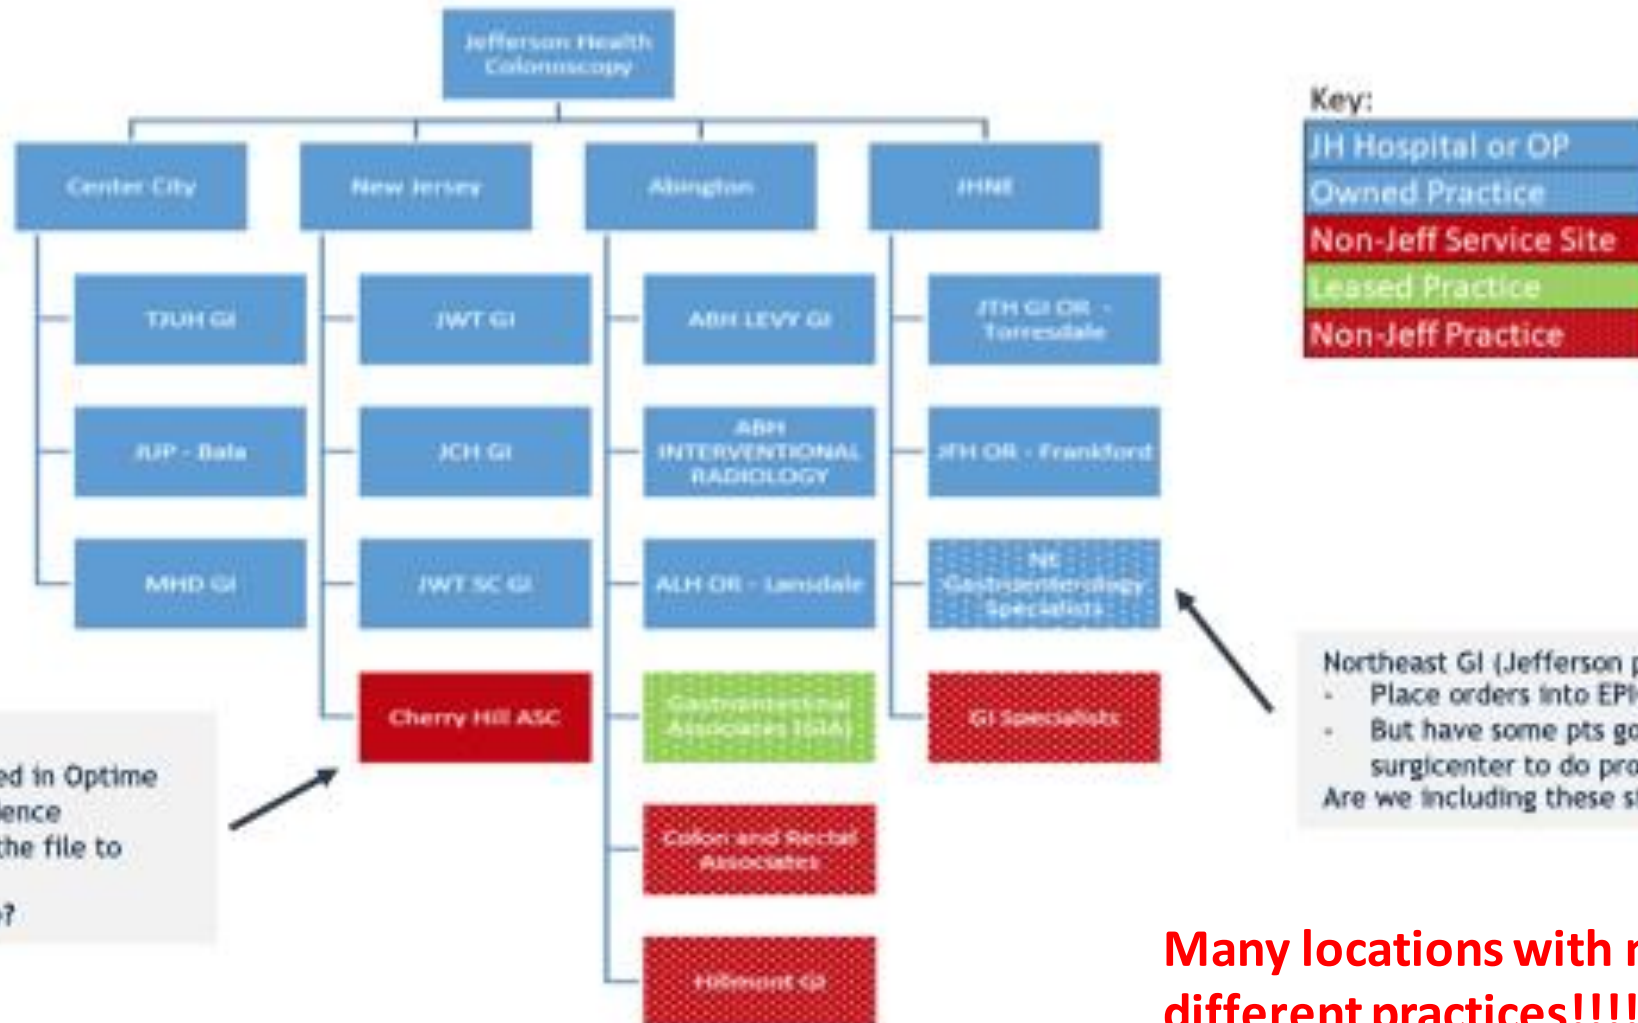 Jefferson Health
Colonoscopy
Key:
JH Hospital or OP
Owned Practice
Non-Jeff Service Site
Leased Practice
Non-Jeff Practice
Center City
New Jersey
Abington
JHNE
TJUH GI
JWT GI
ABH LEVY GI
JTH GI OR -
Torresdale
JUP - Bala
JCH GI
ABH
INTERVENTIONAL
RADIOLOGY
JFH OR - Frankford
MHD GI
JWT SC GI
ALH OR - Lansdale
NE
Gastroenterology
Specialists
Cherry Hill ASC
Gastrointestinal
Associates (GIA)
GI Specialists
Colon and Rectal
Associates
Hillmont GI
ed in Optime
ence
the file to
?
Northeast GI (Jefferson p
- Place orders into EPI
- But have some pts go
surgicenter to do pro
Are we including these s
Many locations with
different practices!!!!